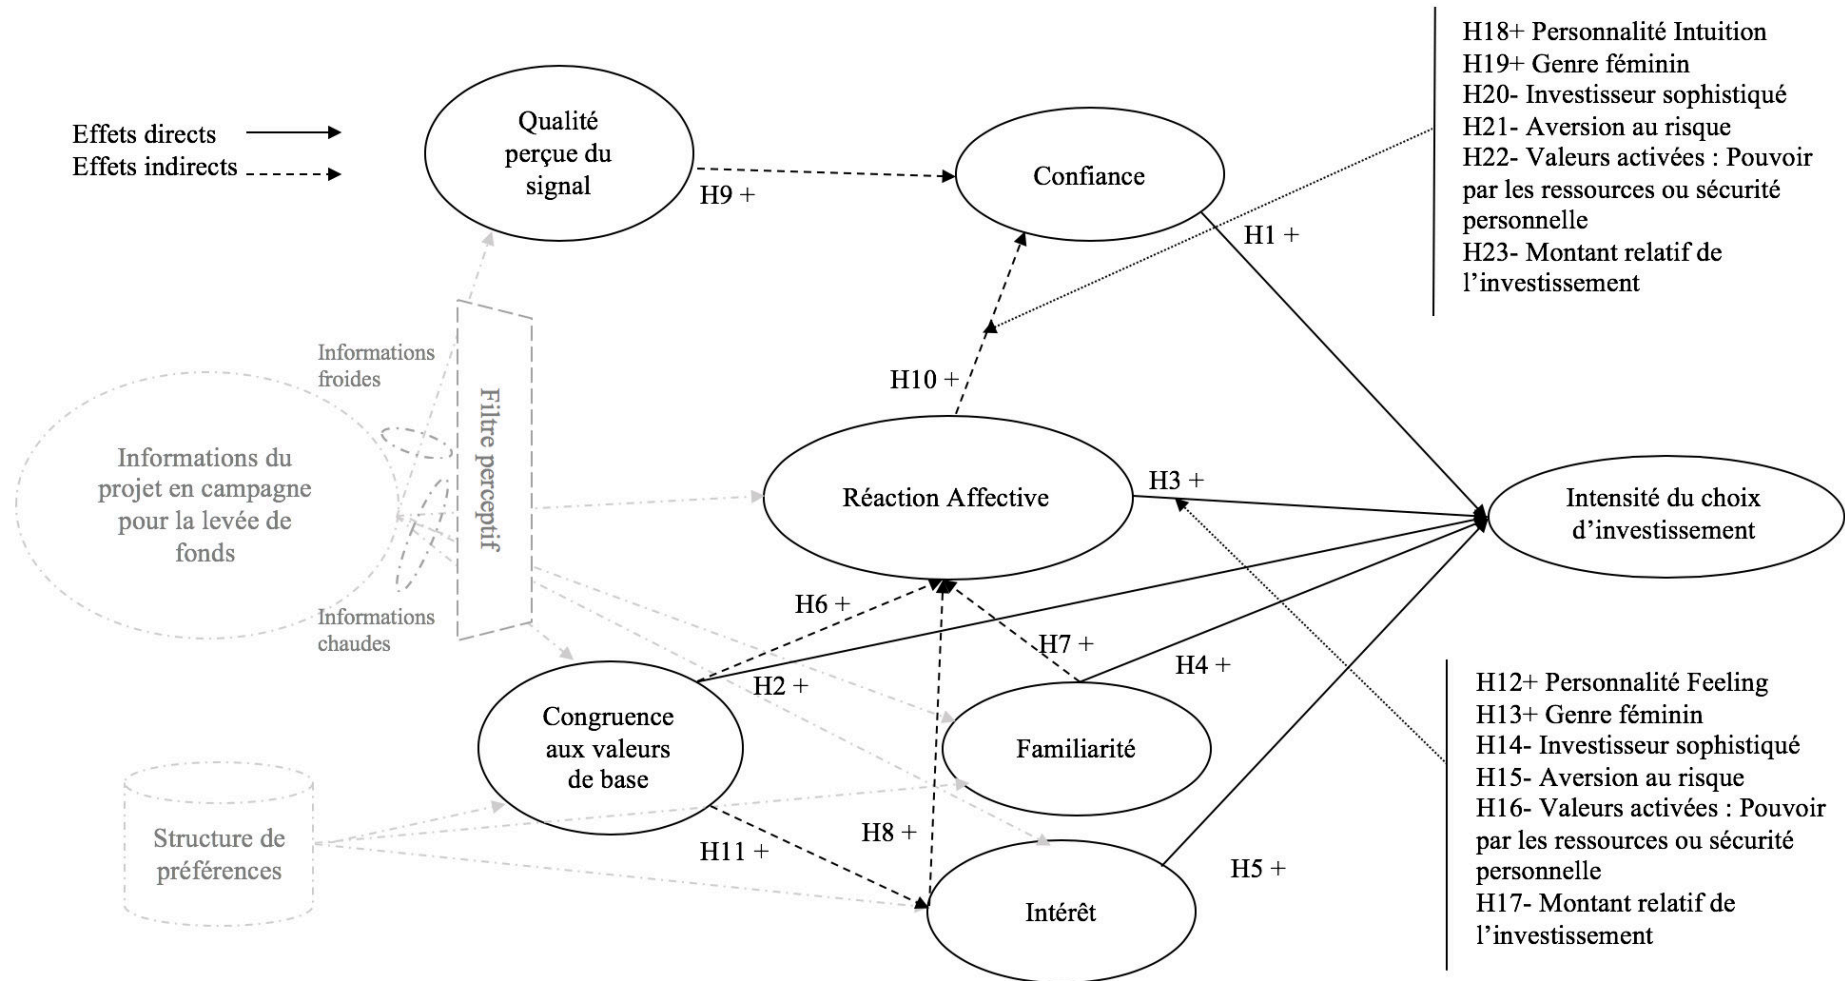 Effets directs
Effets indirects
Qualité
perçue du
signal
H9 +
Confiance
H1 +
H18+ Personnalité Intuition
H19+ Genre féminin
H20- Investisseur sophistiqué
H21- Aversion au risque
H22- Valeurs activées : Pouvoir
par les ressources ou sécurité
personnelle
H23- Montant relatif de
l’investissement
Informations
froides
Filtre perceptif
Informations du
projet en campagne
pour la levée de
fonds
Informations
chaudes
H10 +
Réaction Affective
H3 +
Intensité du choix
d’investissement
H6 +
H7 +
H2 +
H4 +
Congruence
aux valeurs
de base
Familiarité
H12+ Personnalité Feeling
H13+ Genre féminin
H14- Investisseur sophistiqué
H15- Aversion au risque
H16- Valeurs activées : Pouvoir
par les ressources ou sécurité
personnelle
H17- Montant relatif de
l’investissement
Structure de
préférences
H11 +
H8 +
H5 +
Intérêt